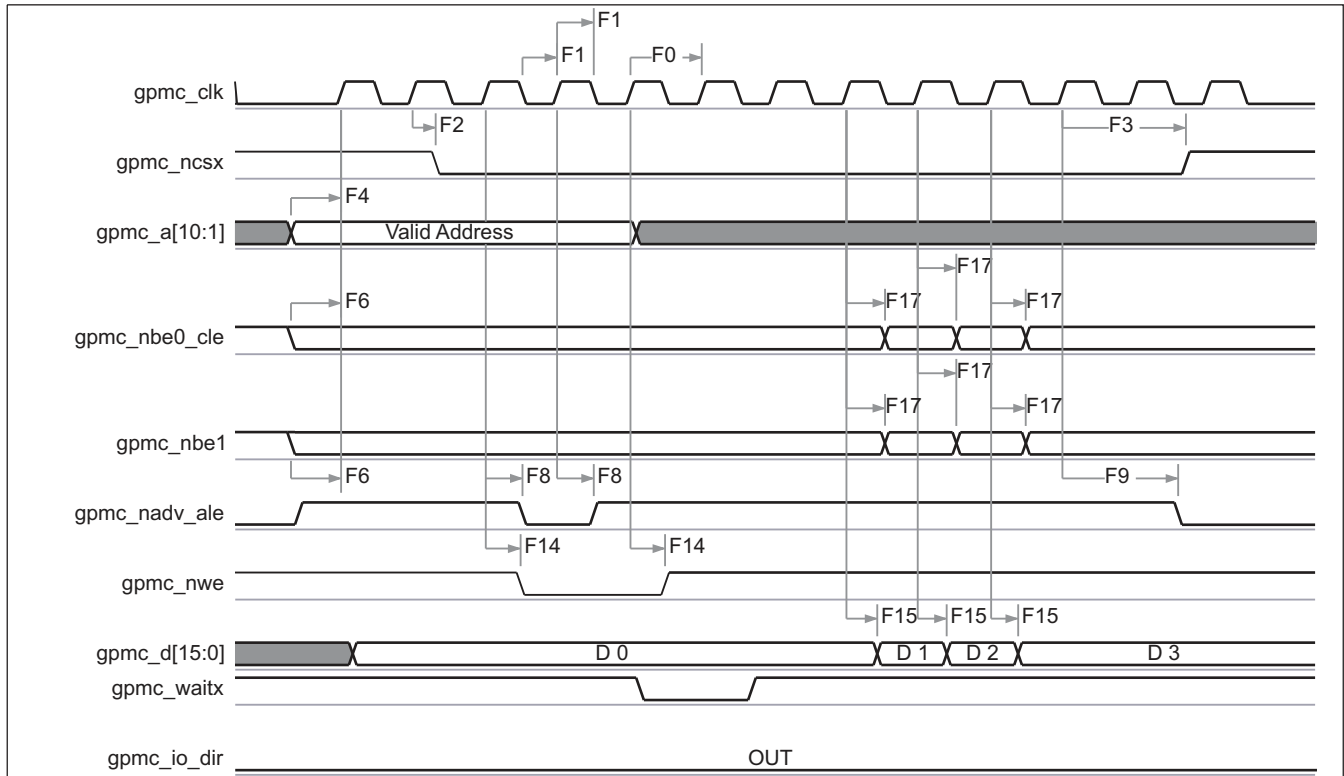 F1
F1 F0
gpmc_clk
F2 F3
gpmc_ncsx
F4
gpmc_a[10:1] Valid Address
F17
F6 F17 F17
gpmc_nbe0_cle
F17
F17 F17
gpmc_nbe1
F6 F8 F8 F9
gpmc_nadv_ale
F14 F14
gpmc_nwe
F15 F15 F15
gpmc_d[15:0] D 0 D 1 D 2 D 3
gpmc_waitx
gpmc_io_dir OUT